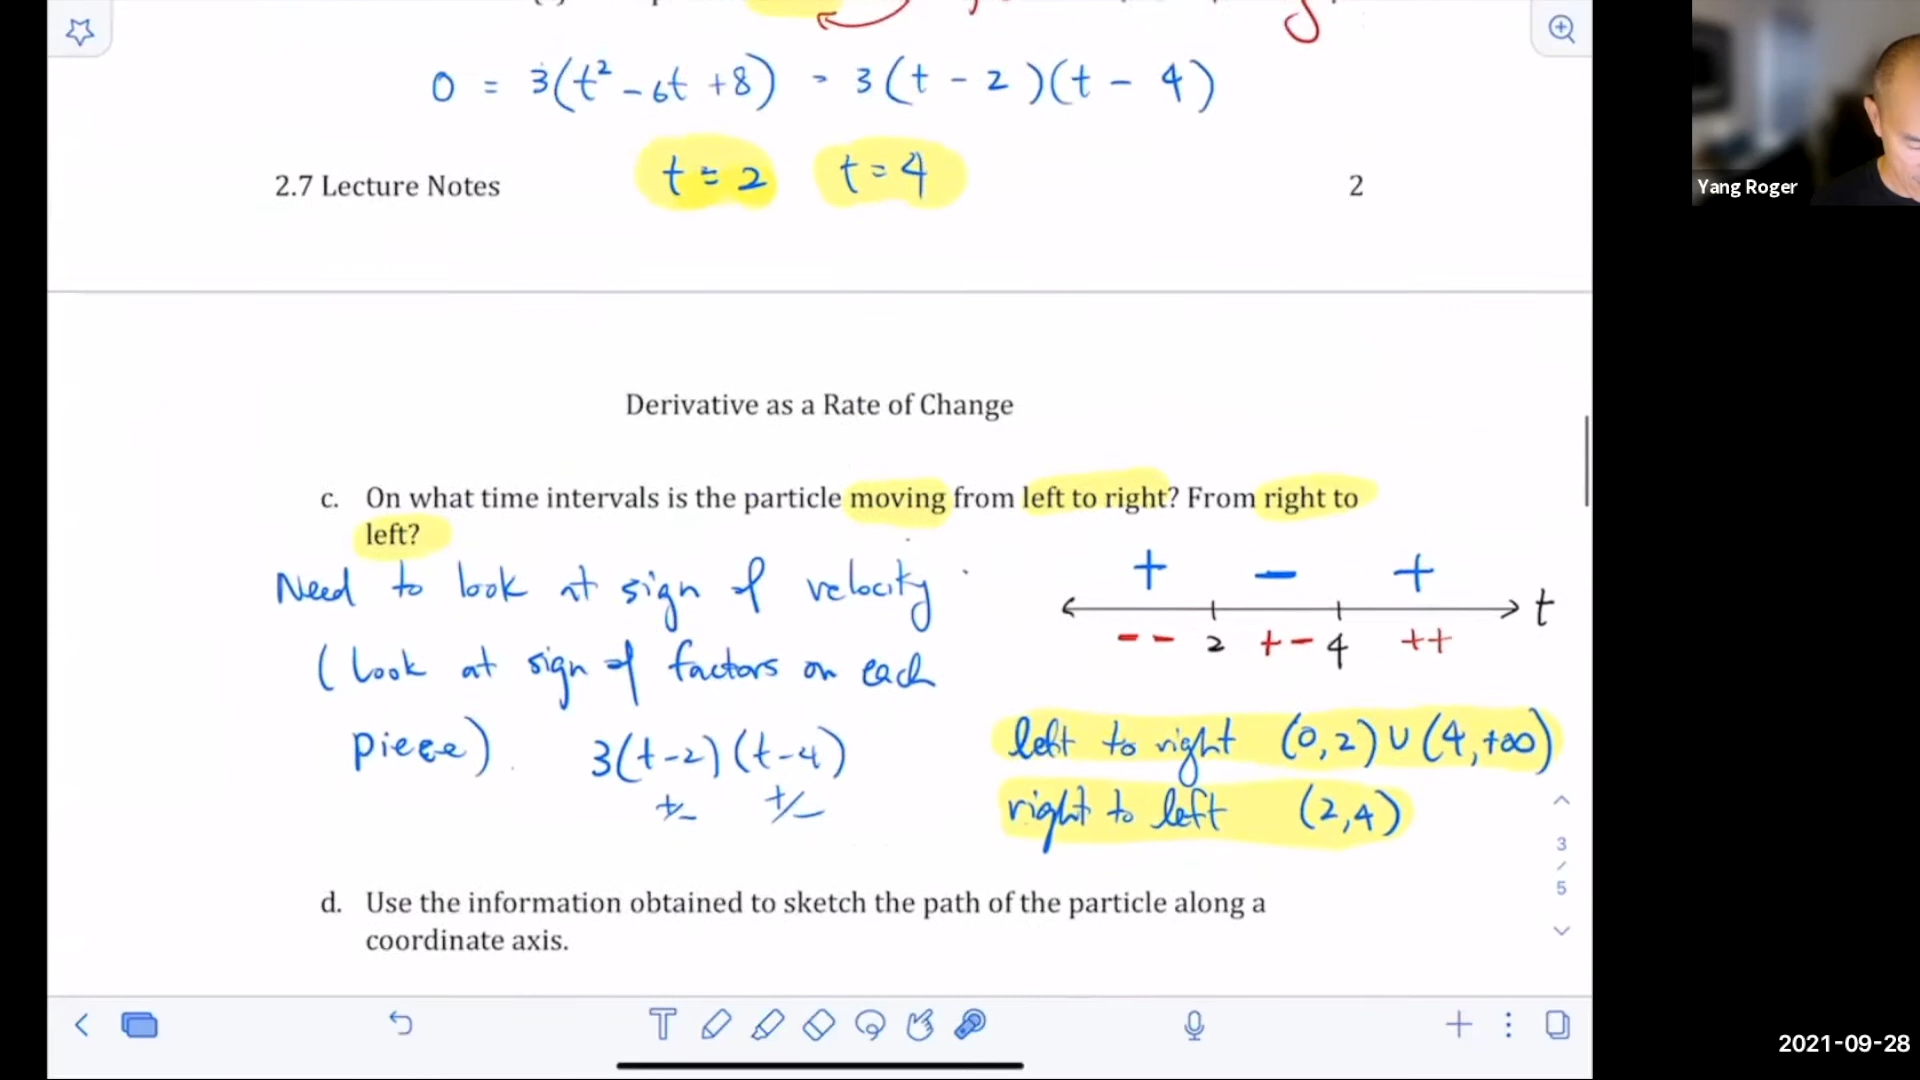 0 = 3(t² - 6t + 8) = 3(t - 2)(t - 4)
t = 2 t = 4
2.7 Lecture Notes 2
Yang Roger
Derivative as a Rate of Change
c. On what time intervals is the particle moving from left to right? From right to
left?
Need to look at sign of velocity
(look at sign of factors on each
piece) 3(t-2)(t-4)
+/- +/-
+ - +
t
- - 2 + - 4 + +
left to right (0,2) ∪ (4,+∞)
right to left (2,4)
d. Use the information obtained to sketch the path of the particle along a
coordinate axis.
3
/
5
T
2021-09-28